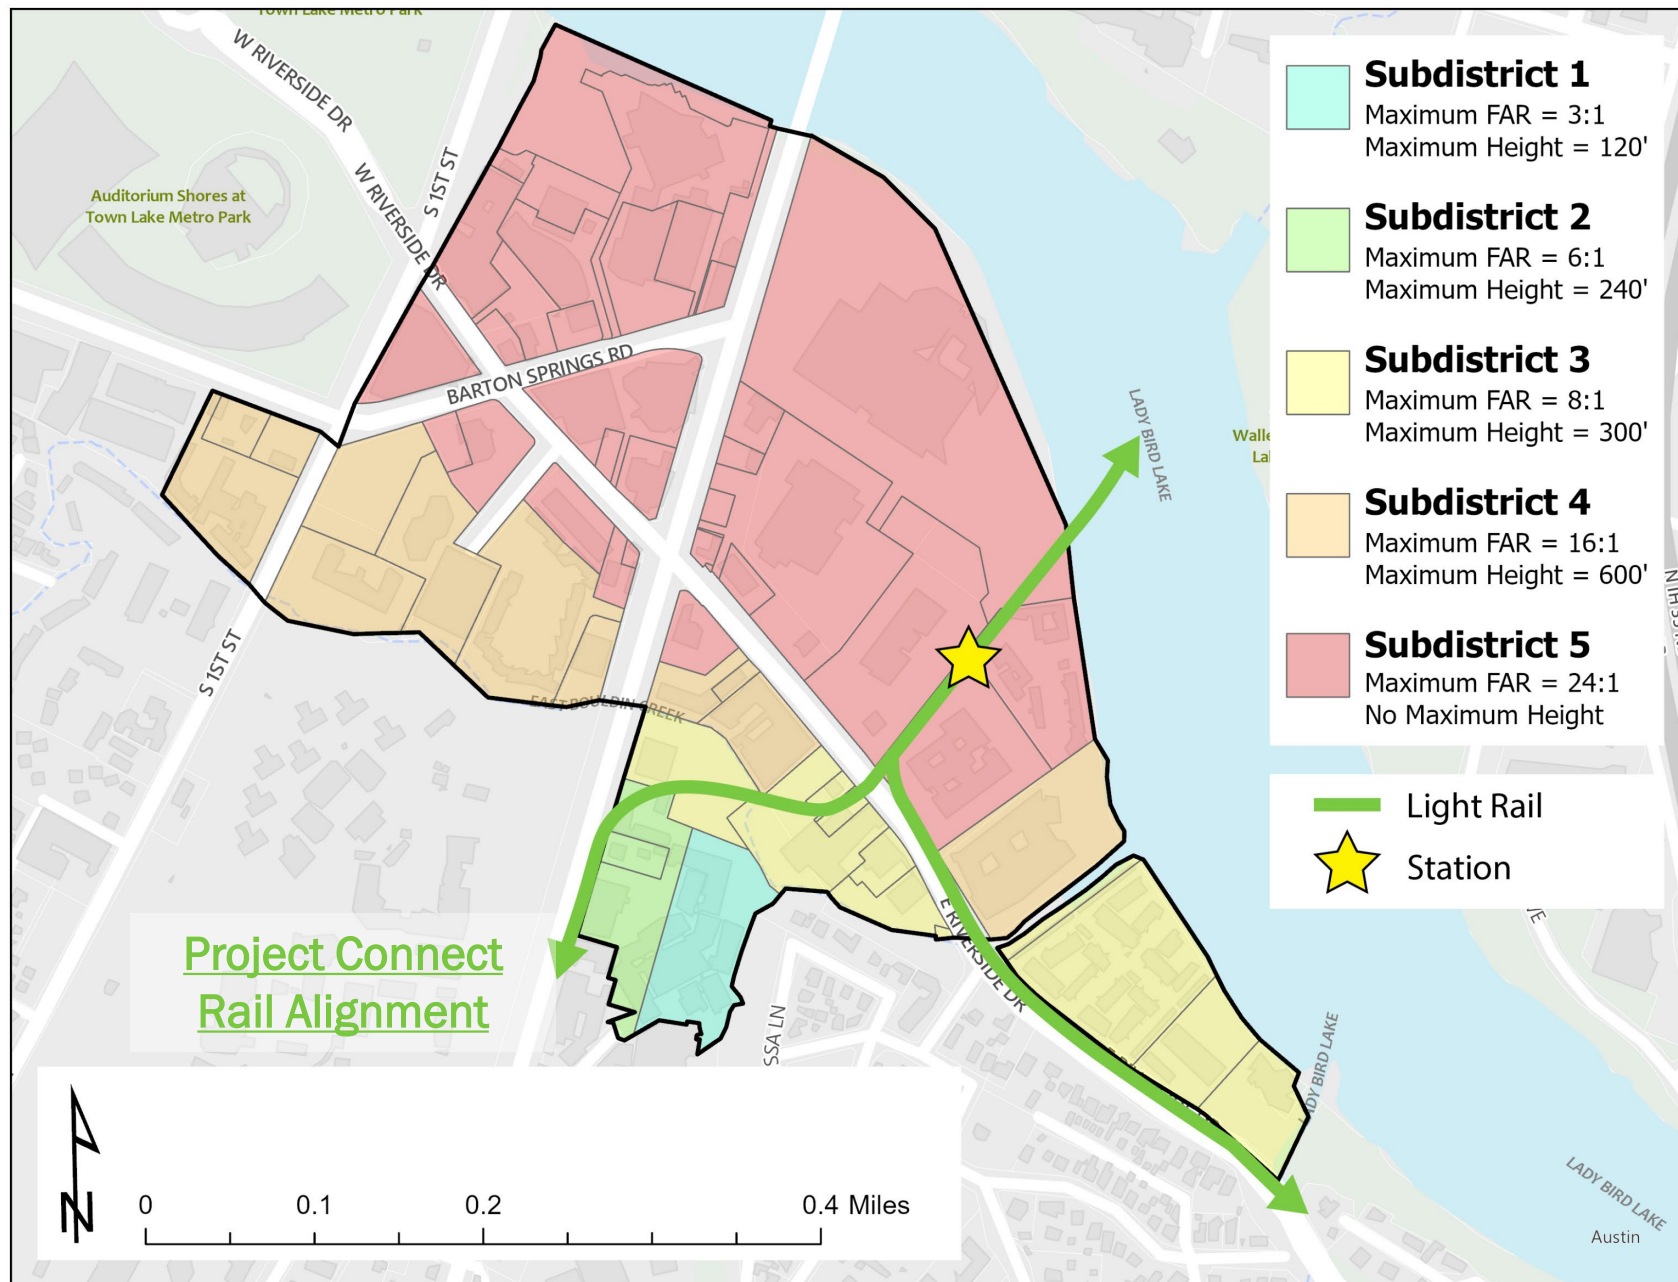 Town Lake Metro Park
W RIVERSIDE DR
S 1ST ST
W RIVERSIDE DR
Auditorium Shores at
Town Lake Metro Park
BARTON SPRINGS RD
LADY BIRD LAKE
S 1ST ST
EAST BOULDIN CREEK
E RIVERSIDE DR
LADY BIRD LAKE
LADY BIRD LAKE
Austin
Subdistrict 1
Maximum FAR = 3:1
Maximum Height = 120'
Subdistrict 2
Maximum FAR = 6:1
Maximum Height = 240'
Subdistrict 3
Maximum FAR = 8:1
Maximum Height = 300'
Subdistrict 4
Maximum FAR = 16:1
Maximum Height = 600'
Subdistrict 5
Maximum FAR = 24:1
No Maximum Height
Light Rail
Station
Project Connect
Rail Alignment
N
0 0.1 0.2 0.4 Miles